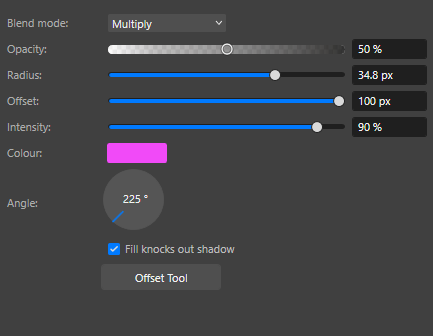 Blend mode: Multiply
Opacity: 50 %
Radius: 34.8 px
Offset: 100 px
Intensity: 90 %
Colour:
Angle: 225 °
Fill knocks out shadow
Offset Tool